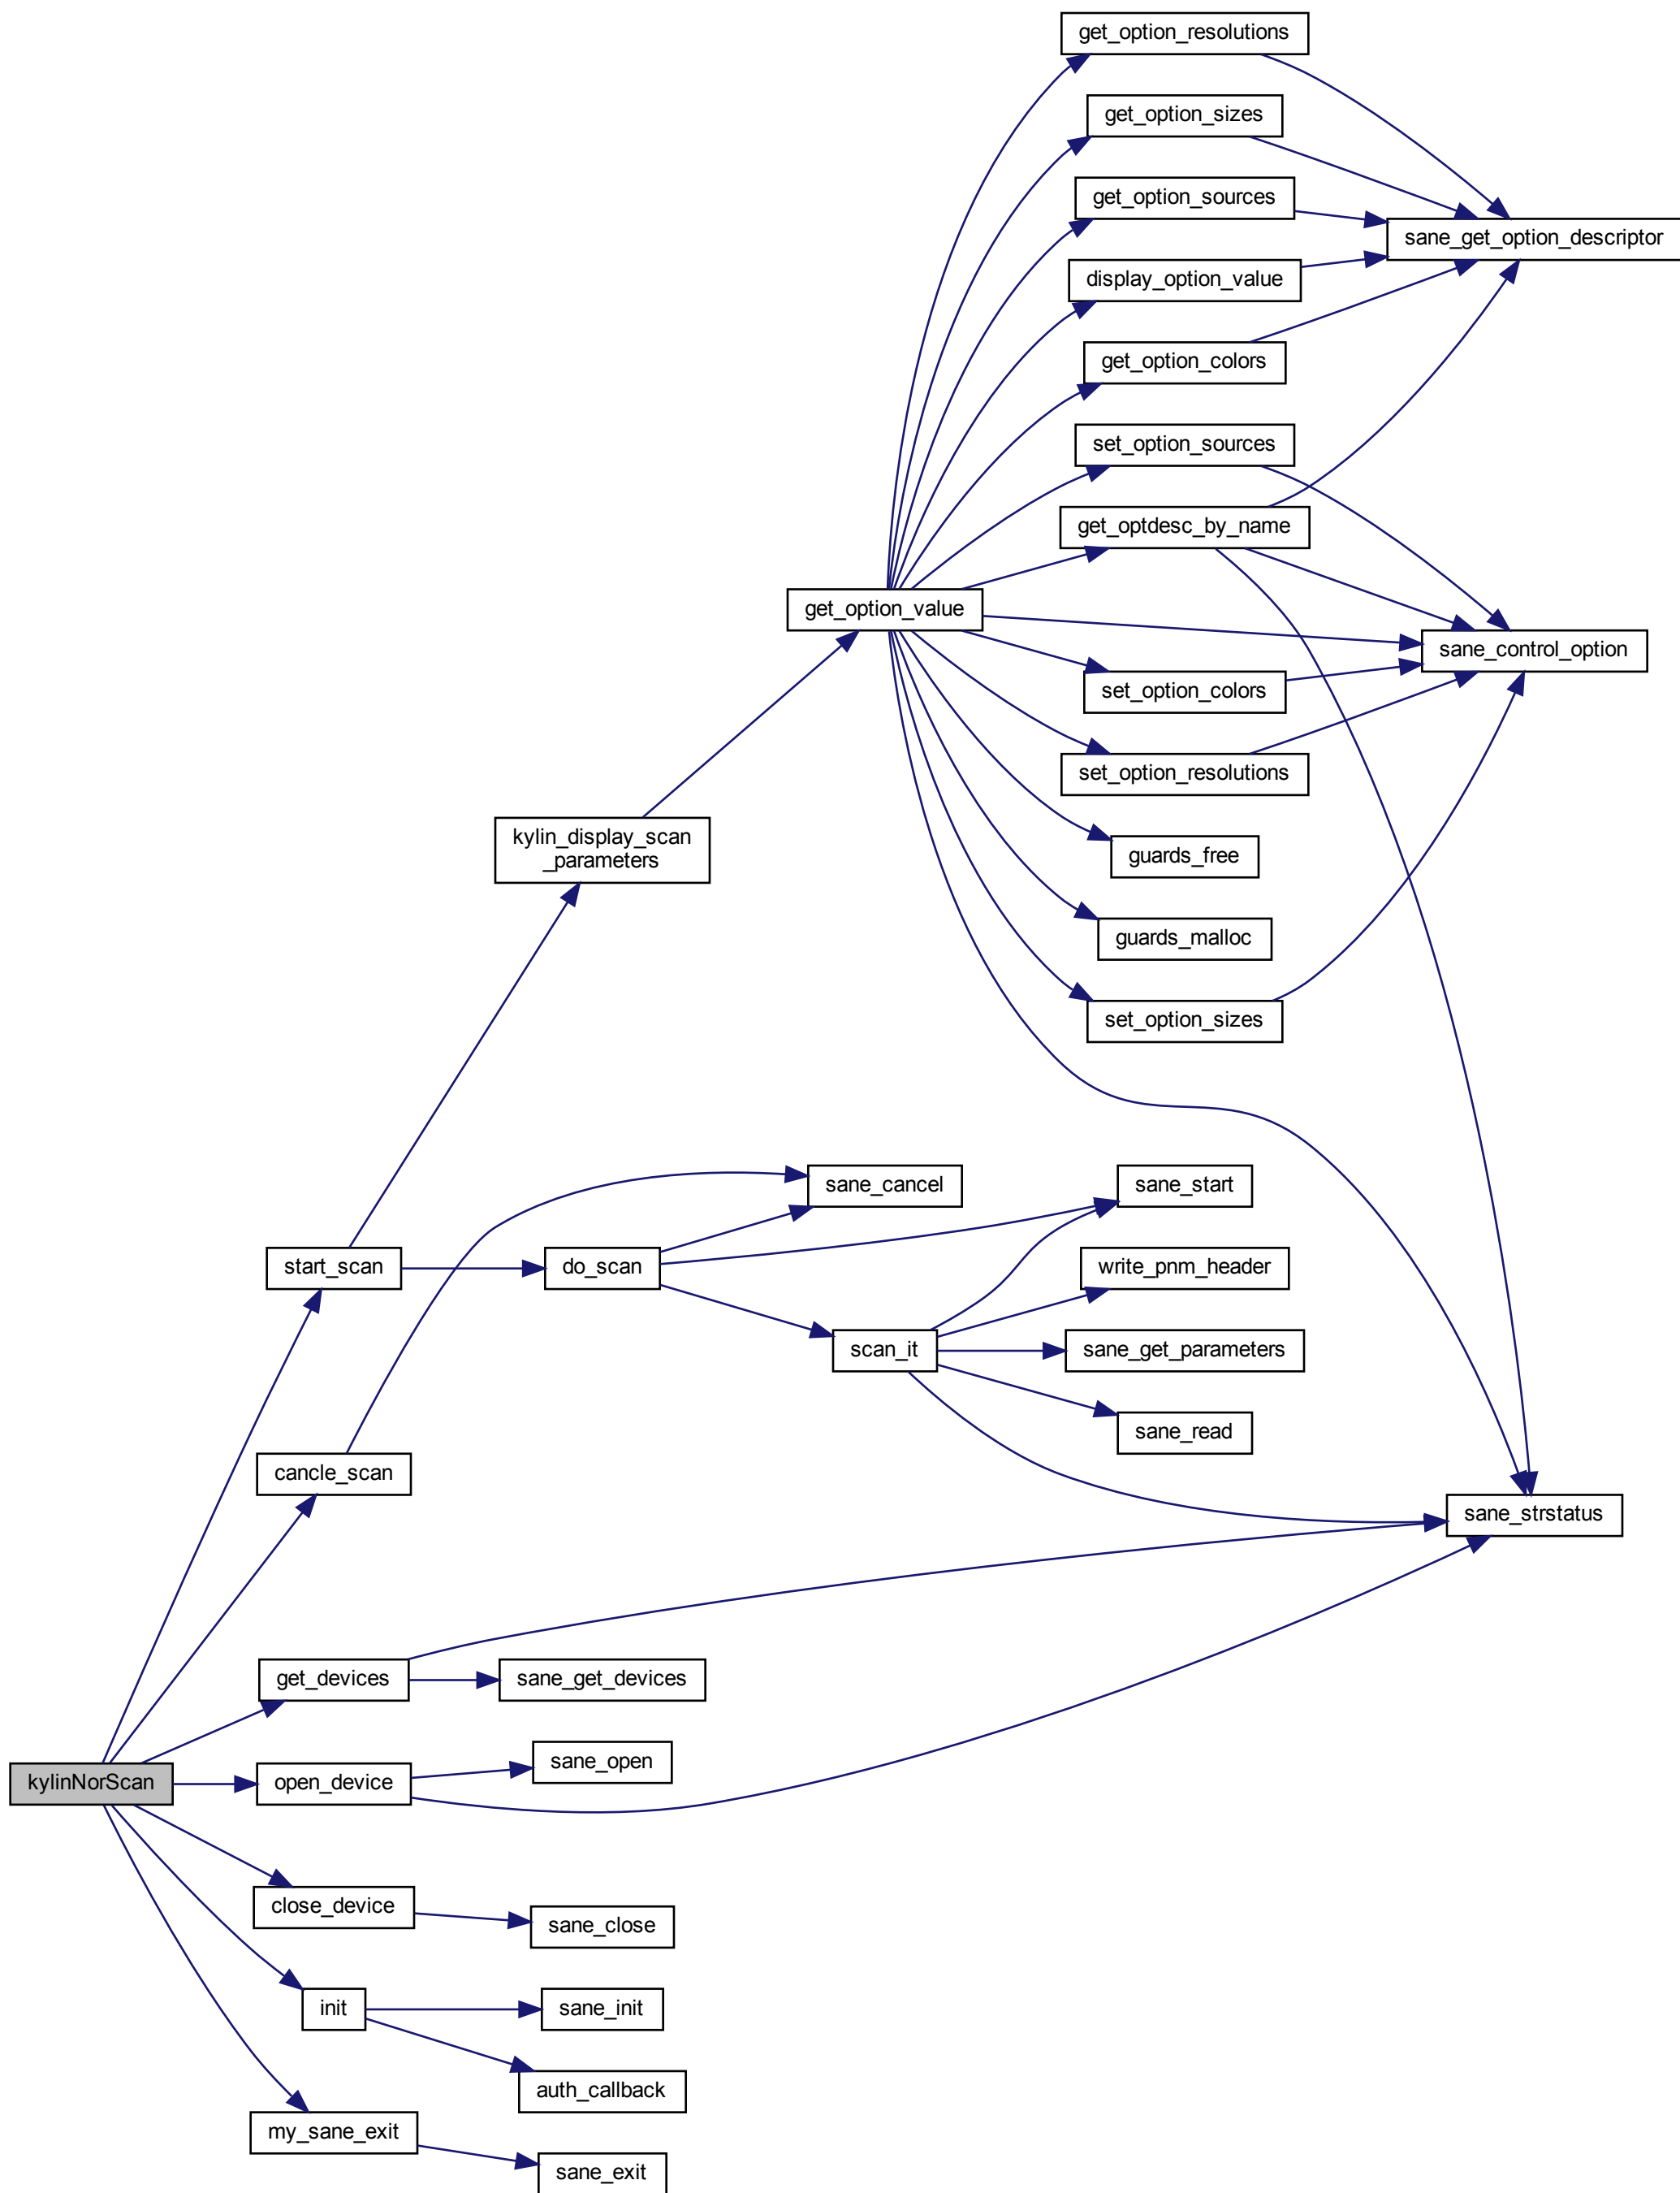 get_option_resolutions
get_option_sizes
get_option_sources
sane_get_option_descriptor
display_option_value
get_option_colors
set_option_sources
get_optdesc_by_name
get_option_value
sane_control_option
set_option_colors
set_option_resolutions
kylin_display_scan
_parameters
guards_free
guards_malloc
set_option_sizes
sane_cancel
sane_start
start_scan
do_scan
write_pnm_header
scan_it
sane_get_parameters
sane_read
cancle_scan
sane_strstatus
get_devices
sane_get_devices
sane_open
kylinNorScan
open_device
close_device
sane_close
init
sane_init
auth_callback
my_sane_exit
sane_exit